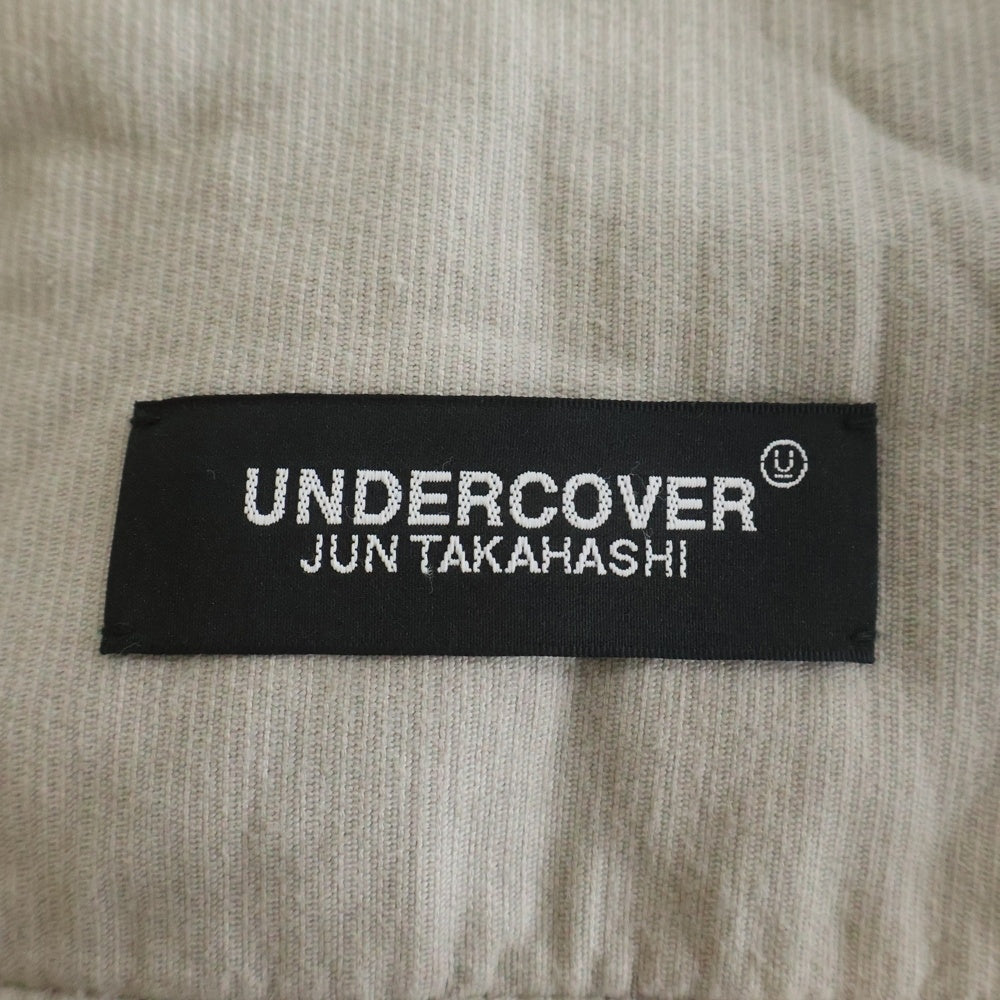 UNDERCOVER Ⓤ
JUN TAKAHASHI